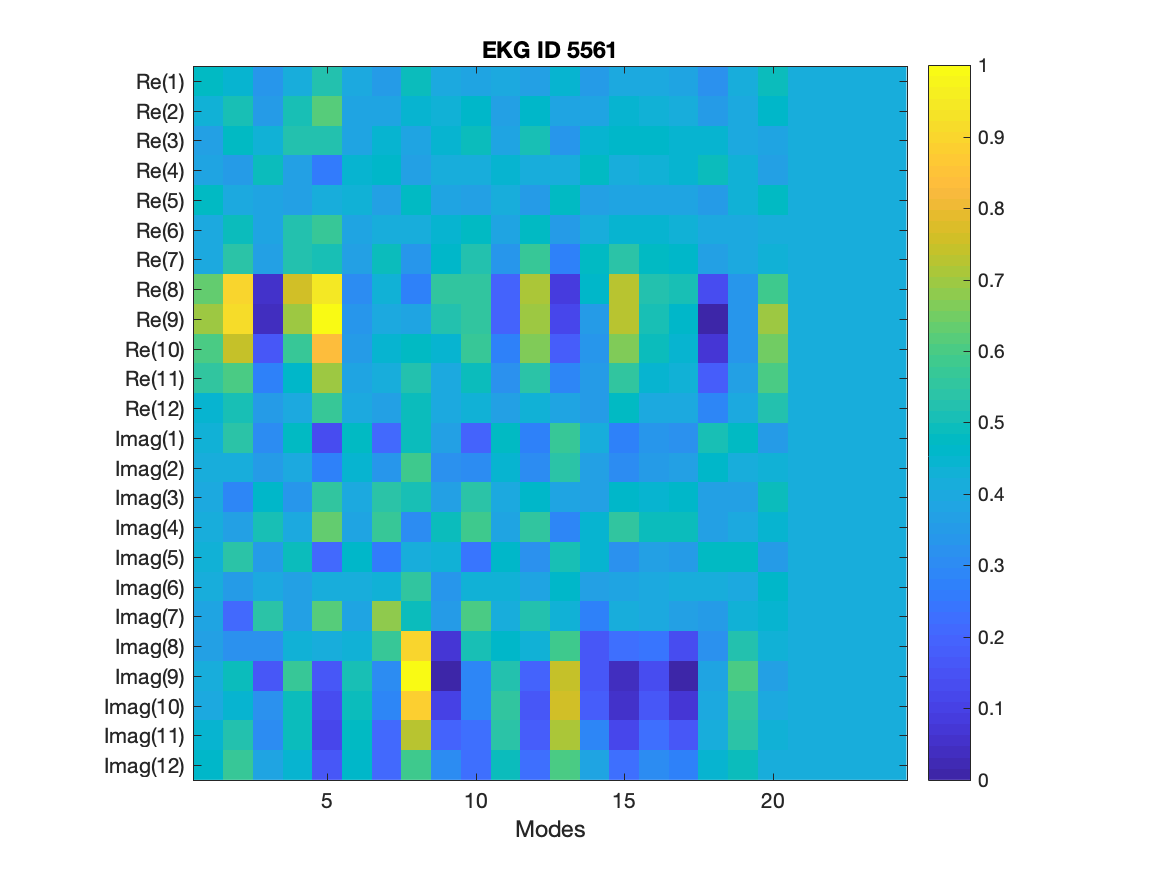 EKG ID 5561
Re(1)
Re(2)
Re(3)
Re(4)
Re(5)
Re(6)
Re(7)
Re(8)
Re(9)
Re(10)
Re(11)
Re(12)
Imag(1)
Imag(2)
Imag(3)
Imag(4)
Imag(5)
Imag(6)
Imag(7)
Imag(8)
Imag(9)
Imag(10)
Imag(11)
Imag(12)
5 10 15 20
Modes
1
0.9
0.8
0.7
0.6
0.5
0.4
0.3
0.2
0.1
0